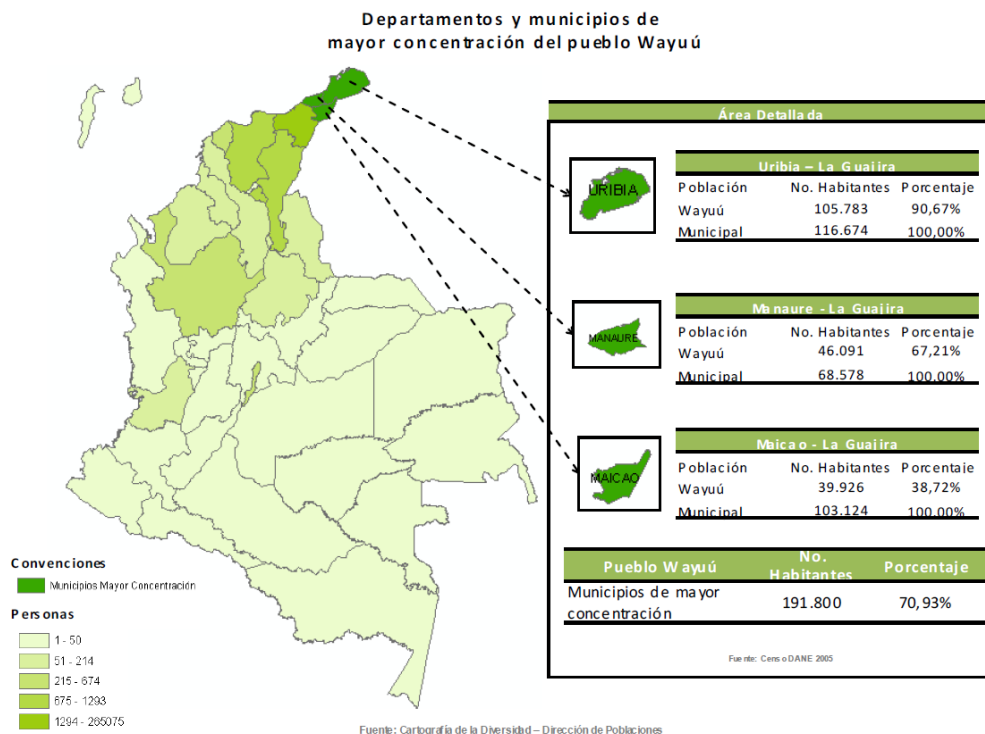 Departamentos y municipios de
mayor concentración del pueblo Wayuú
Área Detallada
URIBIA
Uribia – La Guajira
Población No. Habitantes Porcentaje
Wayuú 105.783 90,67%
Municipal 116.674 100,00%
MANAURE
Manaure - La Guajira
Población No. Habitantes Porcentaje
Wayuú 46.091 67,21%
Municipal 68.578 100,00%
MAICAO
Maicao - La Guajira
Población No. Habitantes Porcentaje
Wayuú 39.926 38,72%
Municipal 103.124 100,00%
Pueblo Wayuú No. Habitantes Porcentaje
Municipios de mayor
concentración 191.800 70,93%
Fuente: Censo DANE 2005
Convenciones
Municipios Mayor Concentración
Personas
1 - 50
51 - 214
215 - 674
675 - 1293
1294 - 265075
Fuente: Cartografía de la Diversidad – Dirección de Poblaciones